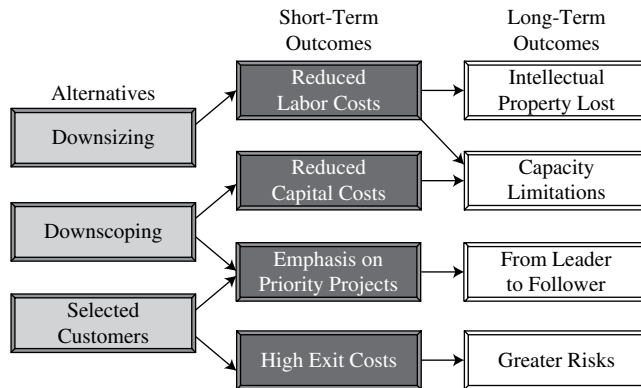 Short-Term
Outcomes
Long-Term
Outcomes
Alternatives
Downsizing
Downscoping
Selected
Customers
Reduced
Labor Costs
Reduced
Capital Costs
Emphasis on
Priority Projects
High Exit Costs
Intellectual
Property Lost
Capacity
Limitations
From Leader
to Follower
Greater Risks